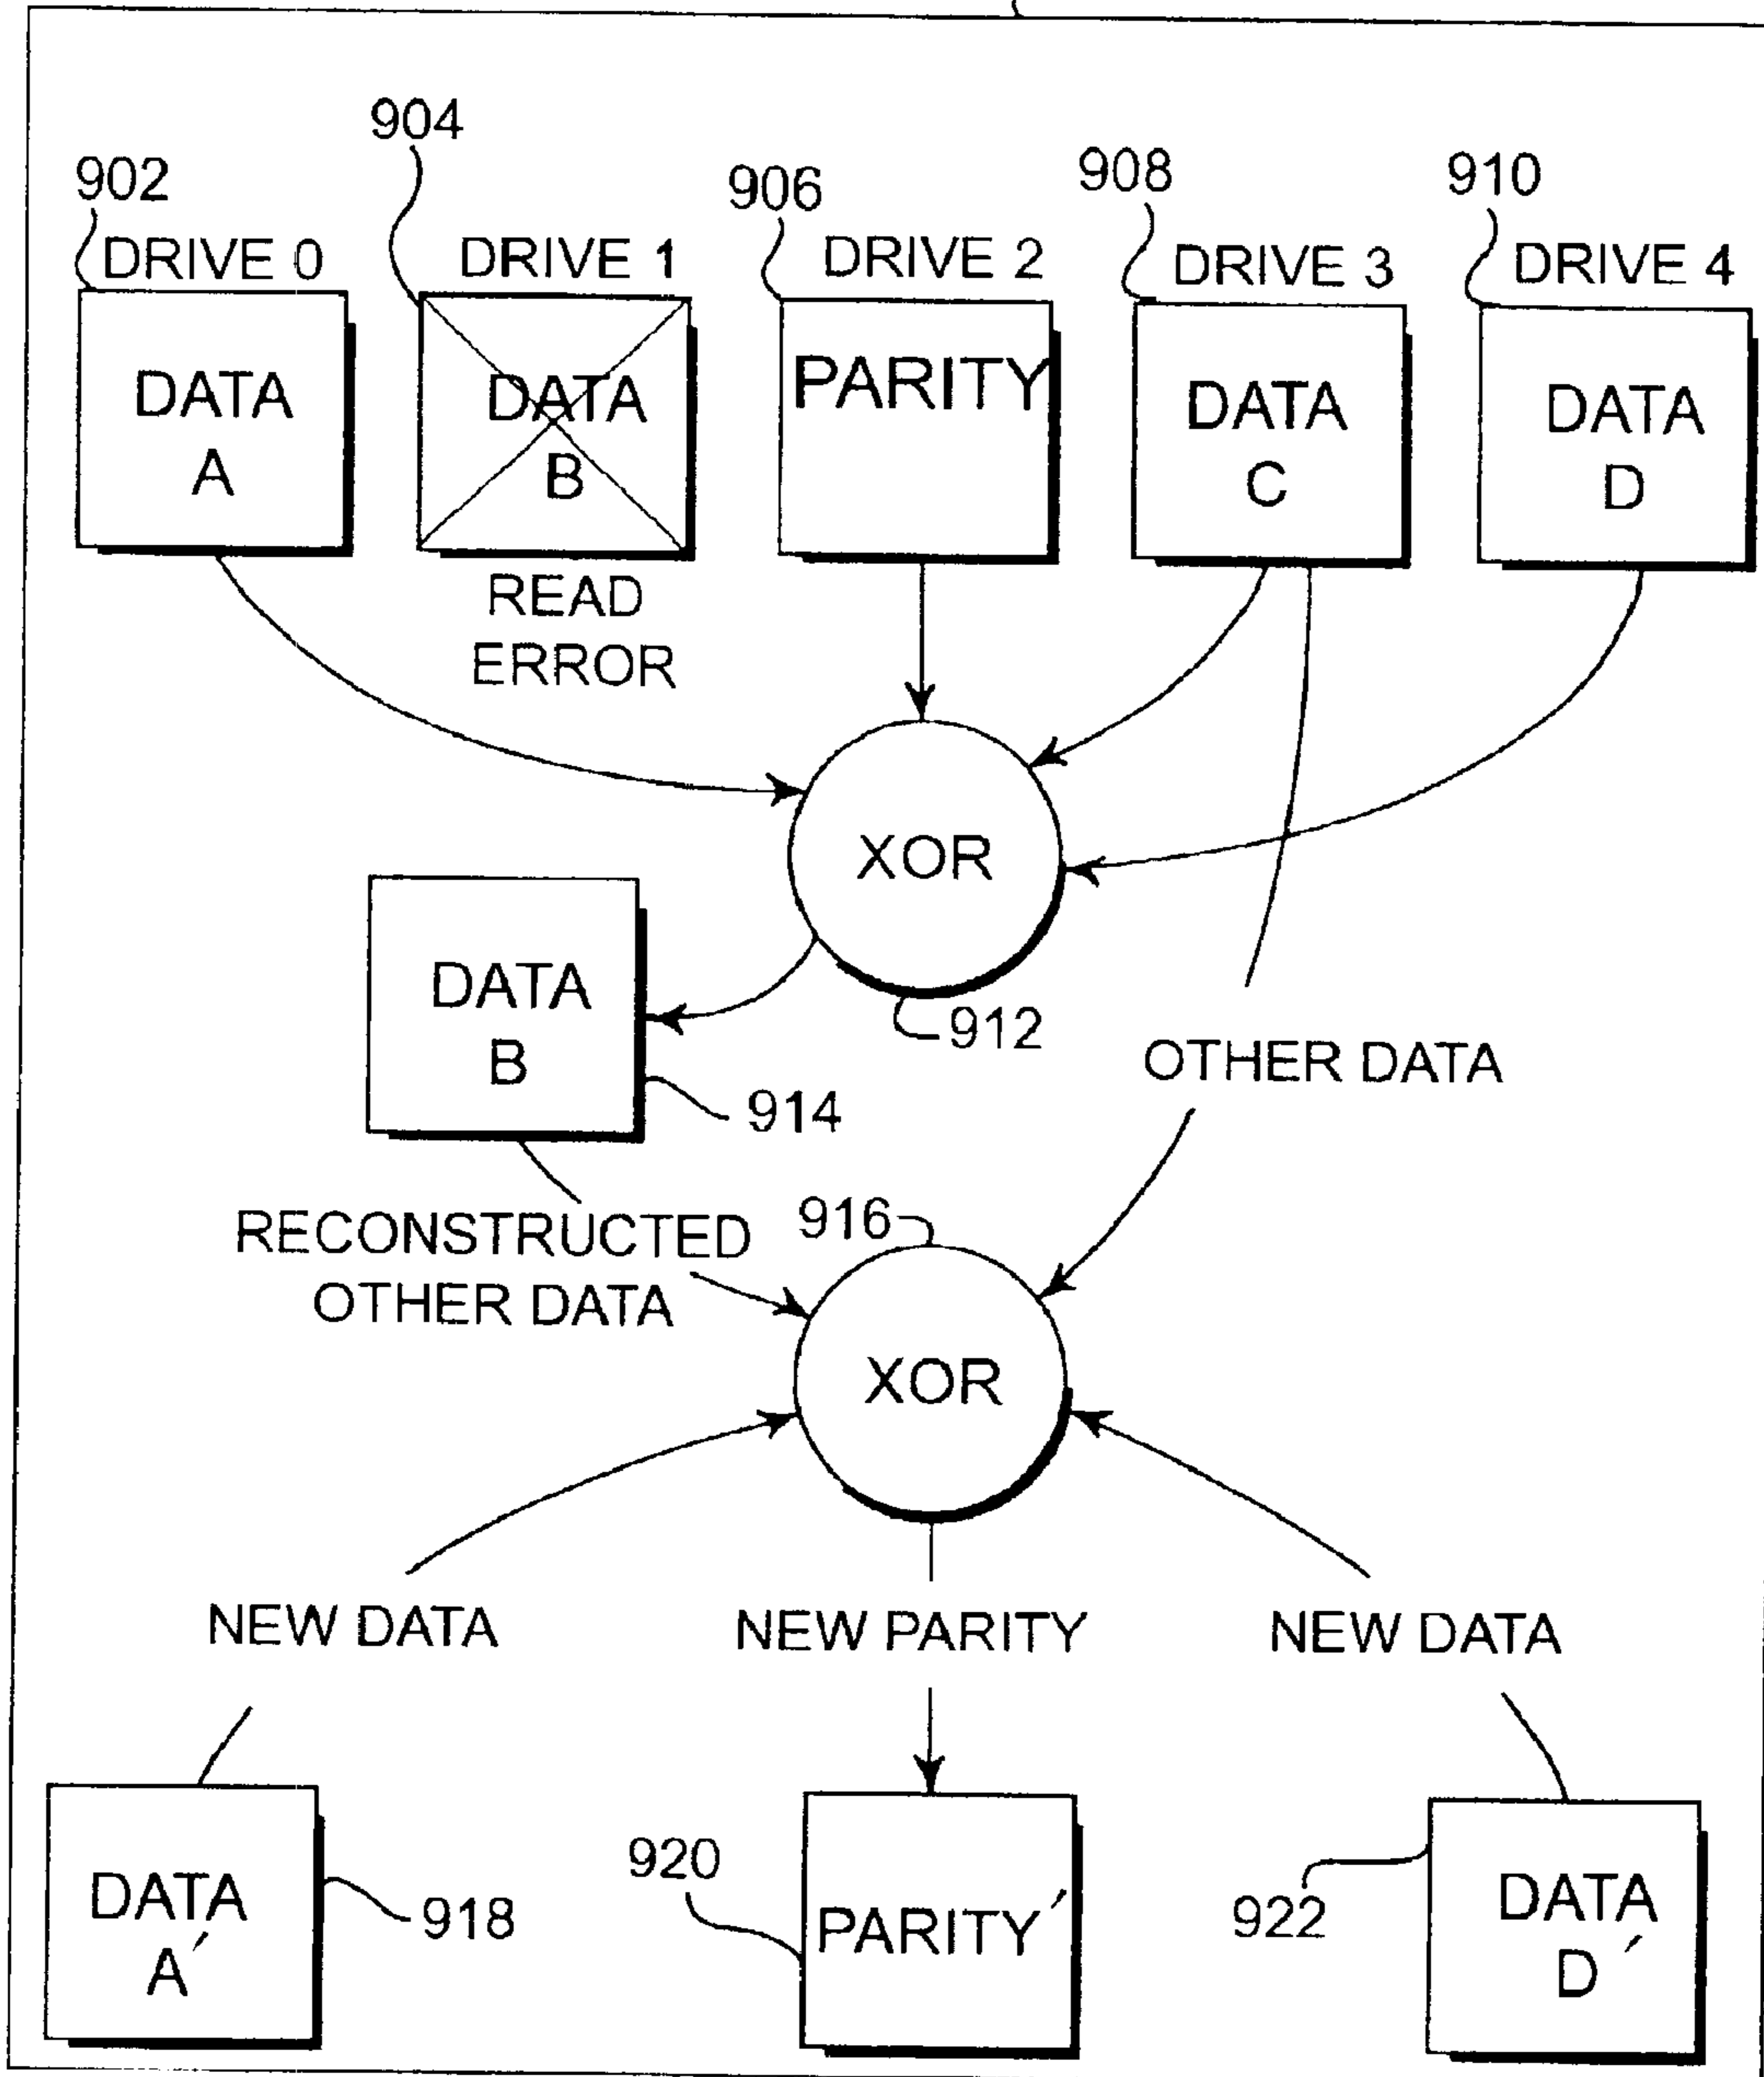 904
902
906
908
910
DRIVE 0
DRIVE 1
DRIVE 2
DRIVE 3
DRIVE 4
DATA
A
DATA
B
PARITY
DATA
C
DATA
D
READ
ERROR
XOR
DATA
B
912
OTHER DATA
914
916
RECONSTRUCTED
OTHER DATA
XOR
NEW DATA
NEW PARITY
NEW DATA
DATA
A´
918
920
PARITY´
922
DATA
D´